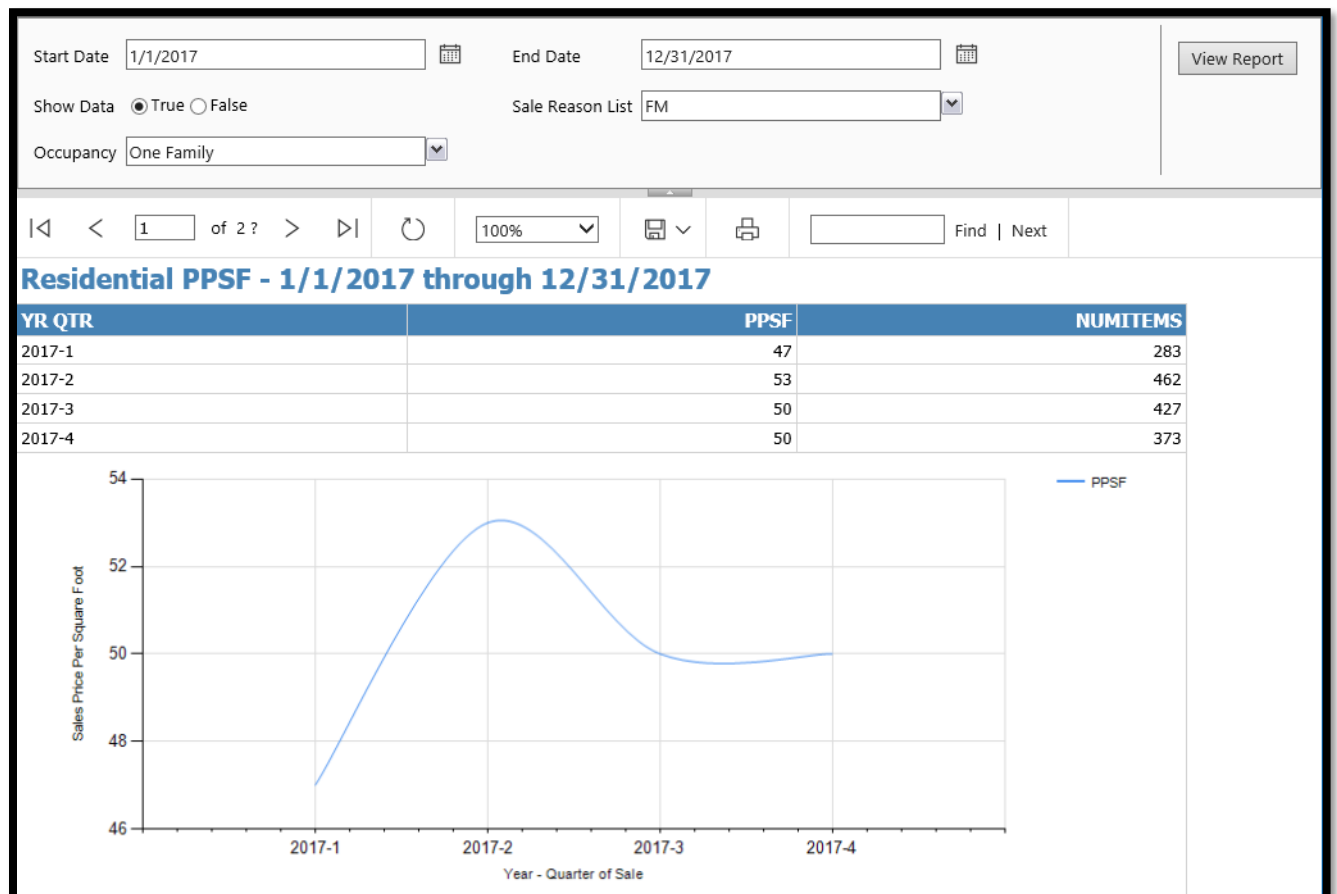 Start Date 1/1/2017 End Date 12/31/2017 View Report
Show Data True False Sale Reason List FM
Occupancy One Family
1 of 2 ? 100% Find | Next
Residential PPSF - 1/1/2017 through 12/31/2017
YR QTR PPSF NUMITEMS
2017-1 47 283
2017-2 53 462
2017-3 50 427
2017-4 50 373
54
PPSF
52
50
48
46
Sales Price Per Square Foot
2017-1 2017-2 2017-3 2017-4
Year - Quarter of Sale